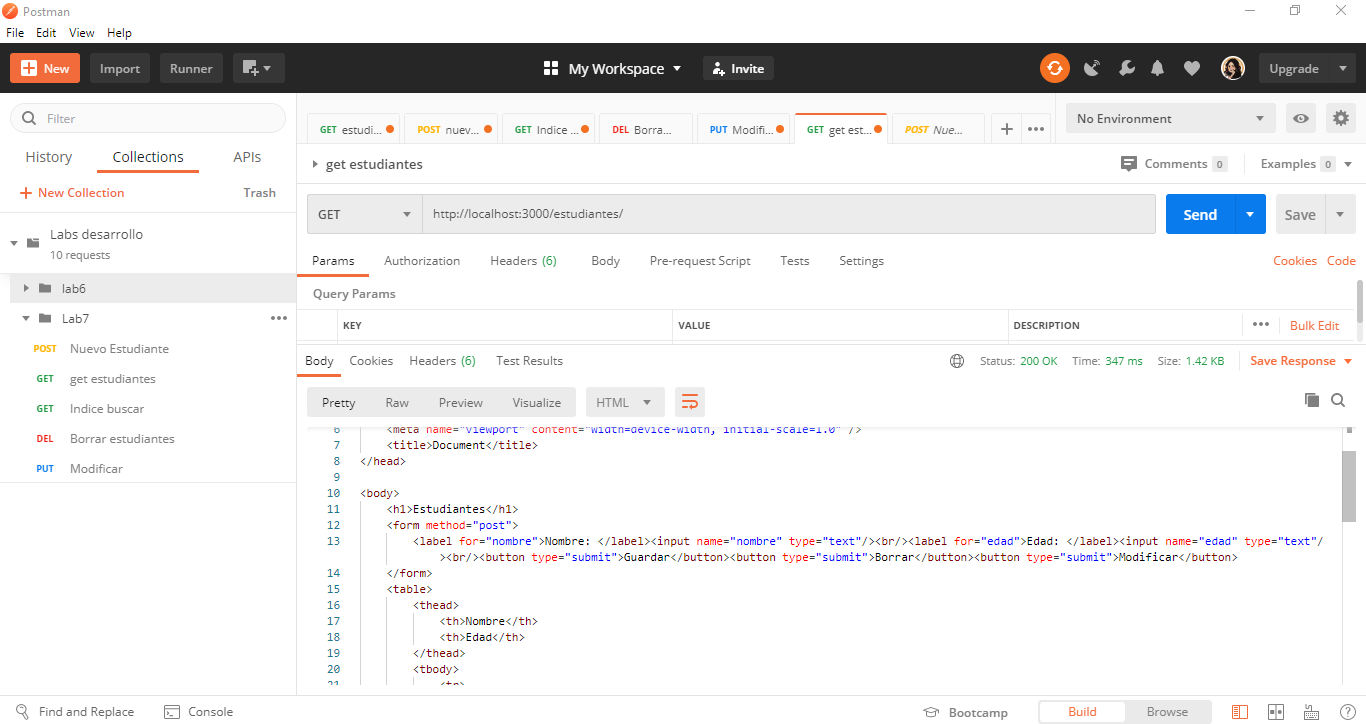 Postman
File Edit View Help
New Import Runner My Workspace Invite Upgrade
Filter
History Collections APIs
New Collection Trash
Labs desarrollo
10 requests
lab6
Lab7
POST Nuevo Estudiante
GET get estudiantes
GET Indice buscar
DEL Borrar estudiantes
PUT Modificar
GET estudi... POST nuev... GET Indice ... DEL Borra... PUT Modifi... GET get est... POST Nue... No Environment
get estudiantes Comments 0 Examples 0
GET http://localhost:3000/estudiantes/ Send Save
Params Authorization Headers (6) Body Pre-request Script Tests Settings Cookies Code
Query Params
KEY VALUE DESCRIPTION Bulk Edit
Body Cookies Headers (6) Test Results Status: 200 OK Time: 347 ms Size: 1.42 KB Save Response
Pretty Raw Preview Visualize HTML
6 <meta name="viewport" content="width=device-width, initial-scale=1.0" />
7 <title>Document</title>
8 </head>
9
10 <body>
11 <h1>Estudiantes</h1>
12 <form method="post">
13 <label for="nombre">Nombre: </label><input name="nombre" type="text"/><br/><label for="edad">Edad: </label><input name="edad" type="text"/
><br/><button type="submit">Guardar</button><button type="submit">Borrar</button><button type="submit">Modificar</button>
14 </form>
15 <table>
16 <thead>
17 <th>Nombre</th>
18 <th>Edad</th>
19 </thead>
20 <tbody>
21 <tr>
Find and Replace Console Bootcamp Build Browse